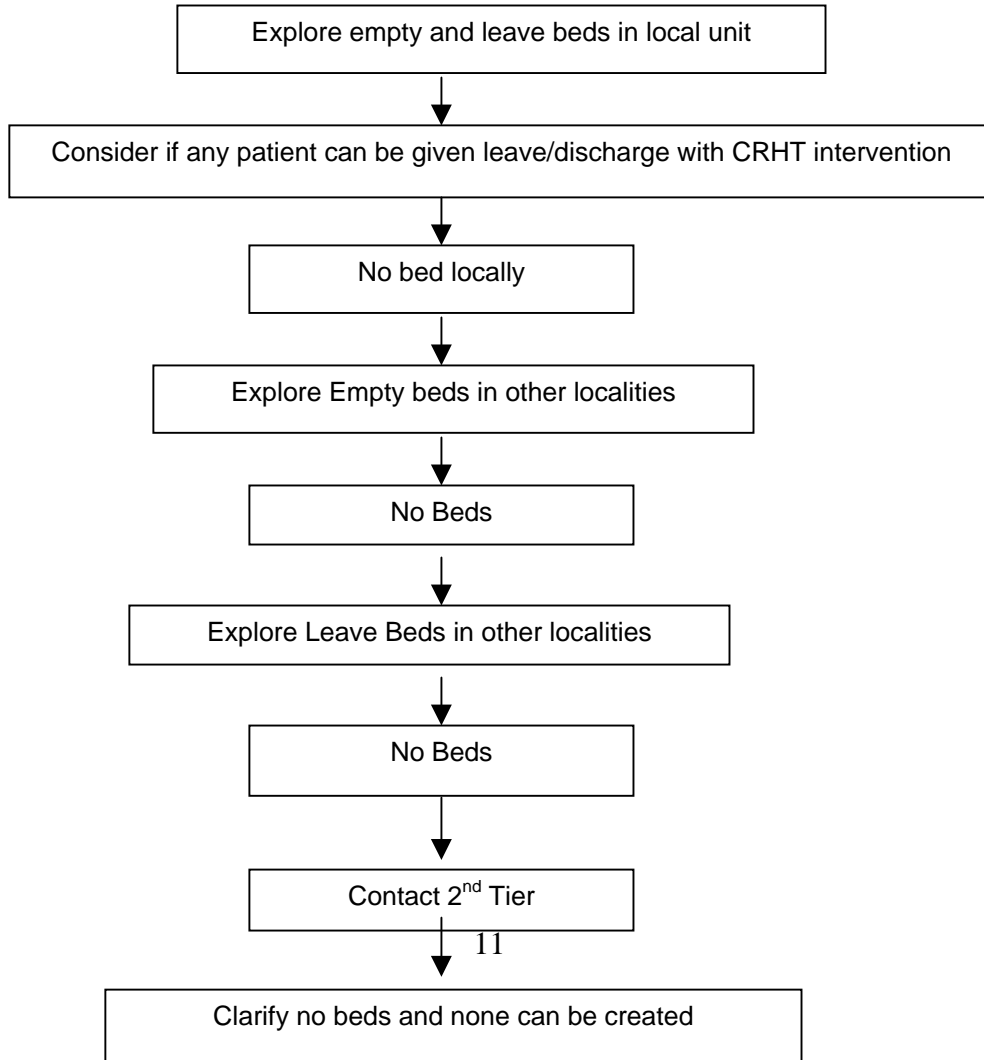 Explore empty and leave beds in local unit
Consider if any patient can be given leave/discharge with CRHT intervention
No bed locally
Explore Empty beds in other localities
No Beds
Explore Leave Beds in other localities
No Beds
Contact 2nd Tier
11
Clarify no beds and none can be created